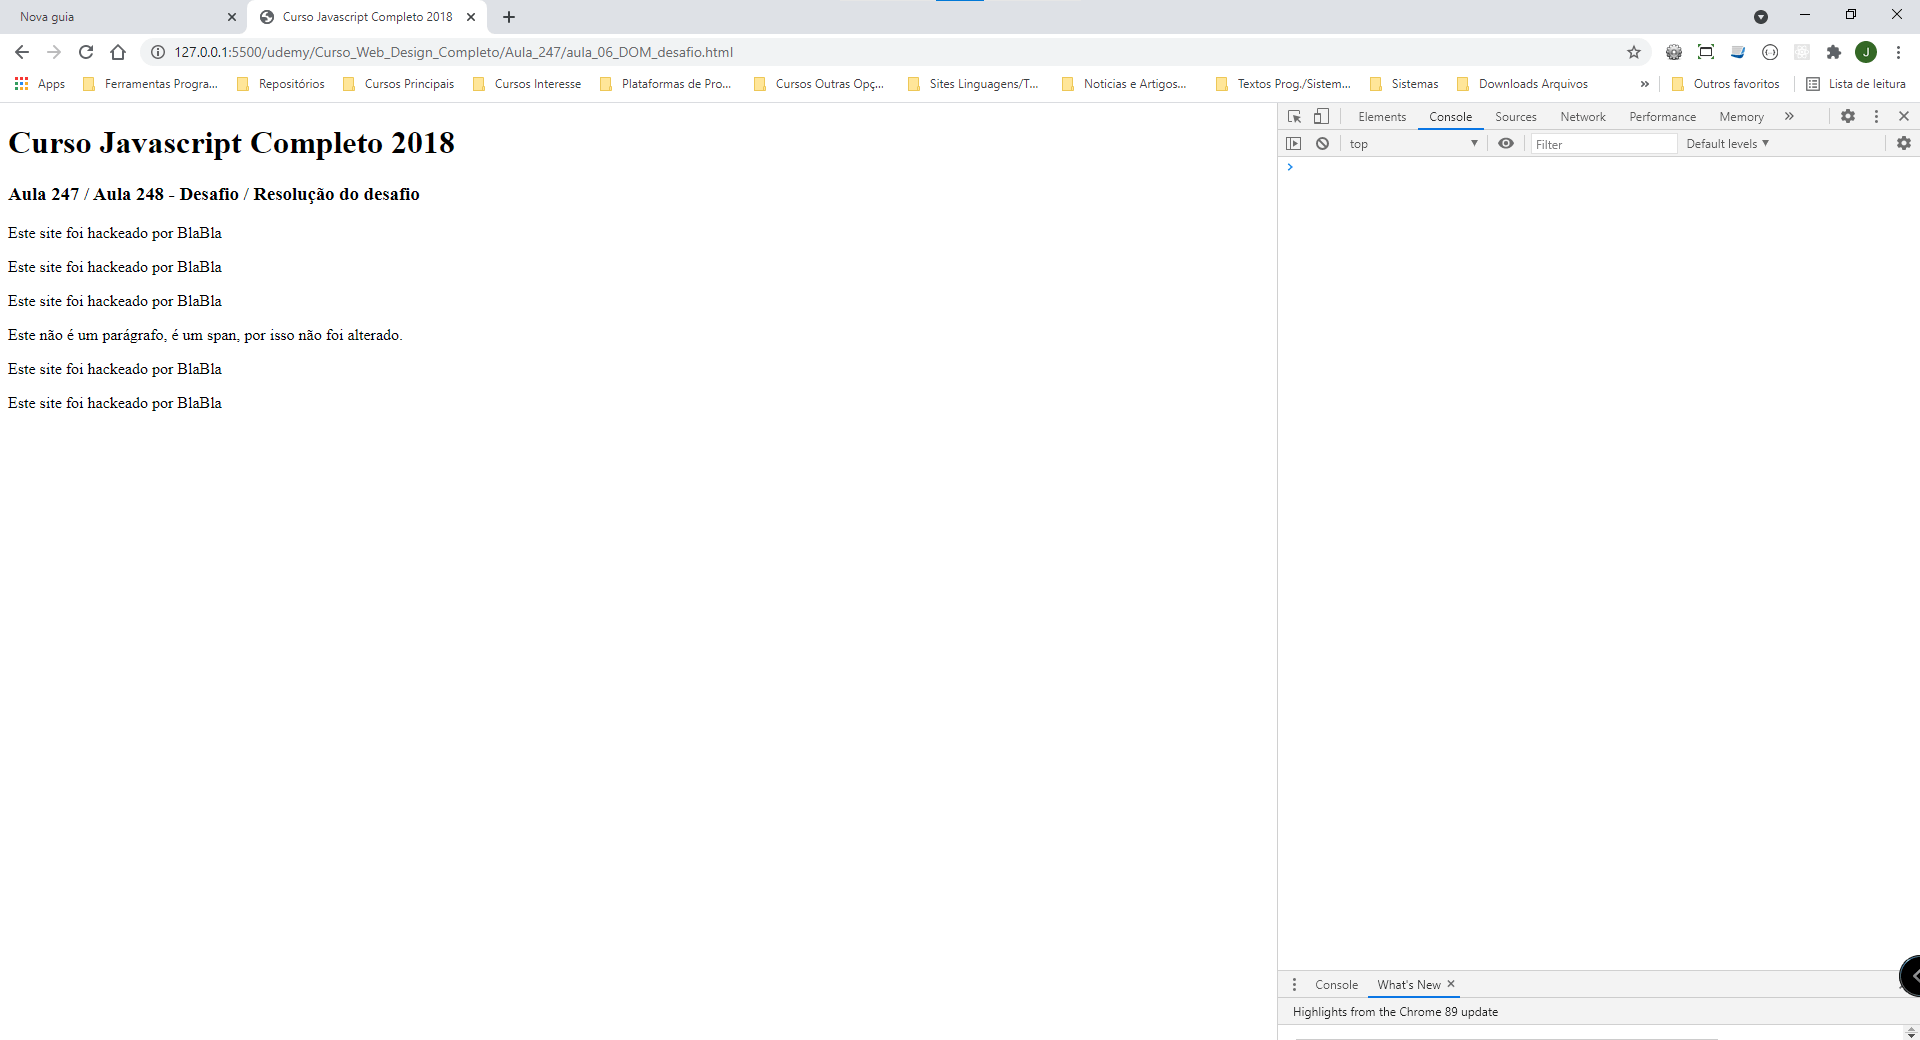 Nova guia
Curso Javascript Completo 2018
127.0.0.1:5500/udemy/Curso_Web_Design_Completo/Aula_247/aula_06_DOM_desafio.html
J
Apps Ferramentas Progra... Repositórios Cursos Principais Cursos Interesse Plataformas de Pro... Cursos Outras Opç... Sites Linguagens/T... Noticias e Artigos... Textos Prog./Sistem... Sistemas Downloads Arquivos » Outros favoritos Lista de leitura
Curso Javascript Completo 2018
Aula 247 / Aula 248 - Desafio / Resolução do desafio
Este site foi hackeado por BlaBla
Este site foi hackeado por BlaBla
Este site foi hackeado por BlaBla
Este não é um parágrafo, é um span, por isso não foi alterado.
Este site foi hackeado por BlaBla
Este site foi hackeado por BlaBla
Elements Console Sources Network Performance Memory »
top Filter Default levels
Console What's New
Highlights from the Chrome 89 update